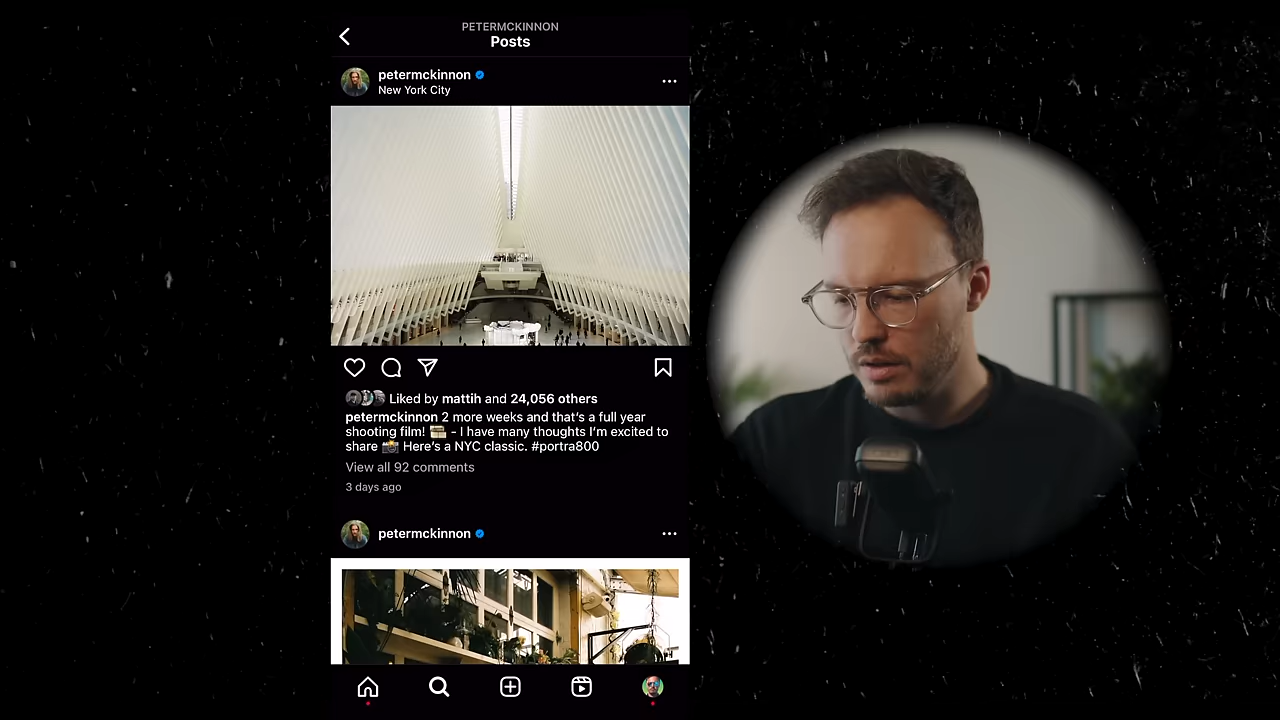 PETERMCKINNON
Posts
petermckinnon
New York City
Liked by mattih and 24,056 others
petermckinnon 2 more weeks and that's a full year
shooting film! 🎞️ - I have many thoughts I'm excited to
share 📸 Here's a NYC classic. #portra800
View all 92 comments
3 days ago
petermckinnon